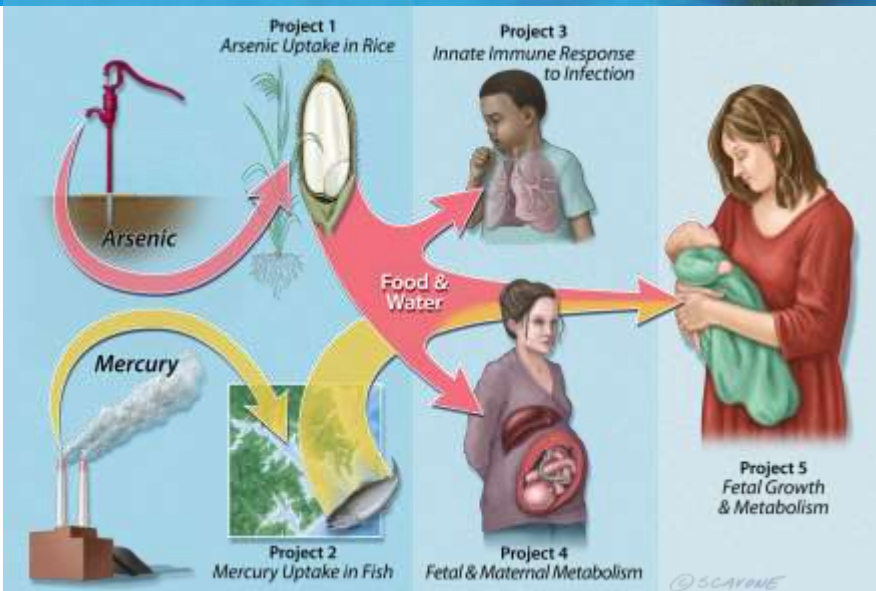 Project 1
Arsenic Uptake in Rice
Project 3
Innate Immune Response
to Infection
Arsenic
Food &
Water
Mercury
Project 5
Fetal Growth
& Metabolism
Project 2
Mercury Uptake in Fish
Project 4
Fetal & Maternal Metabolism
© SCAVONE